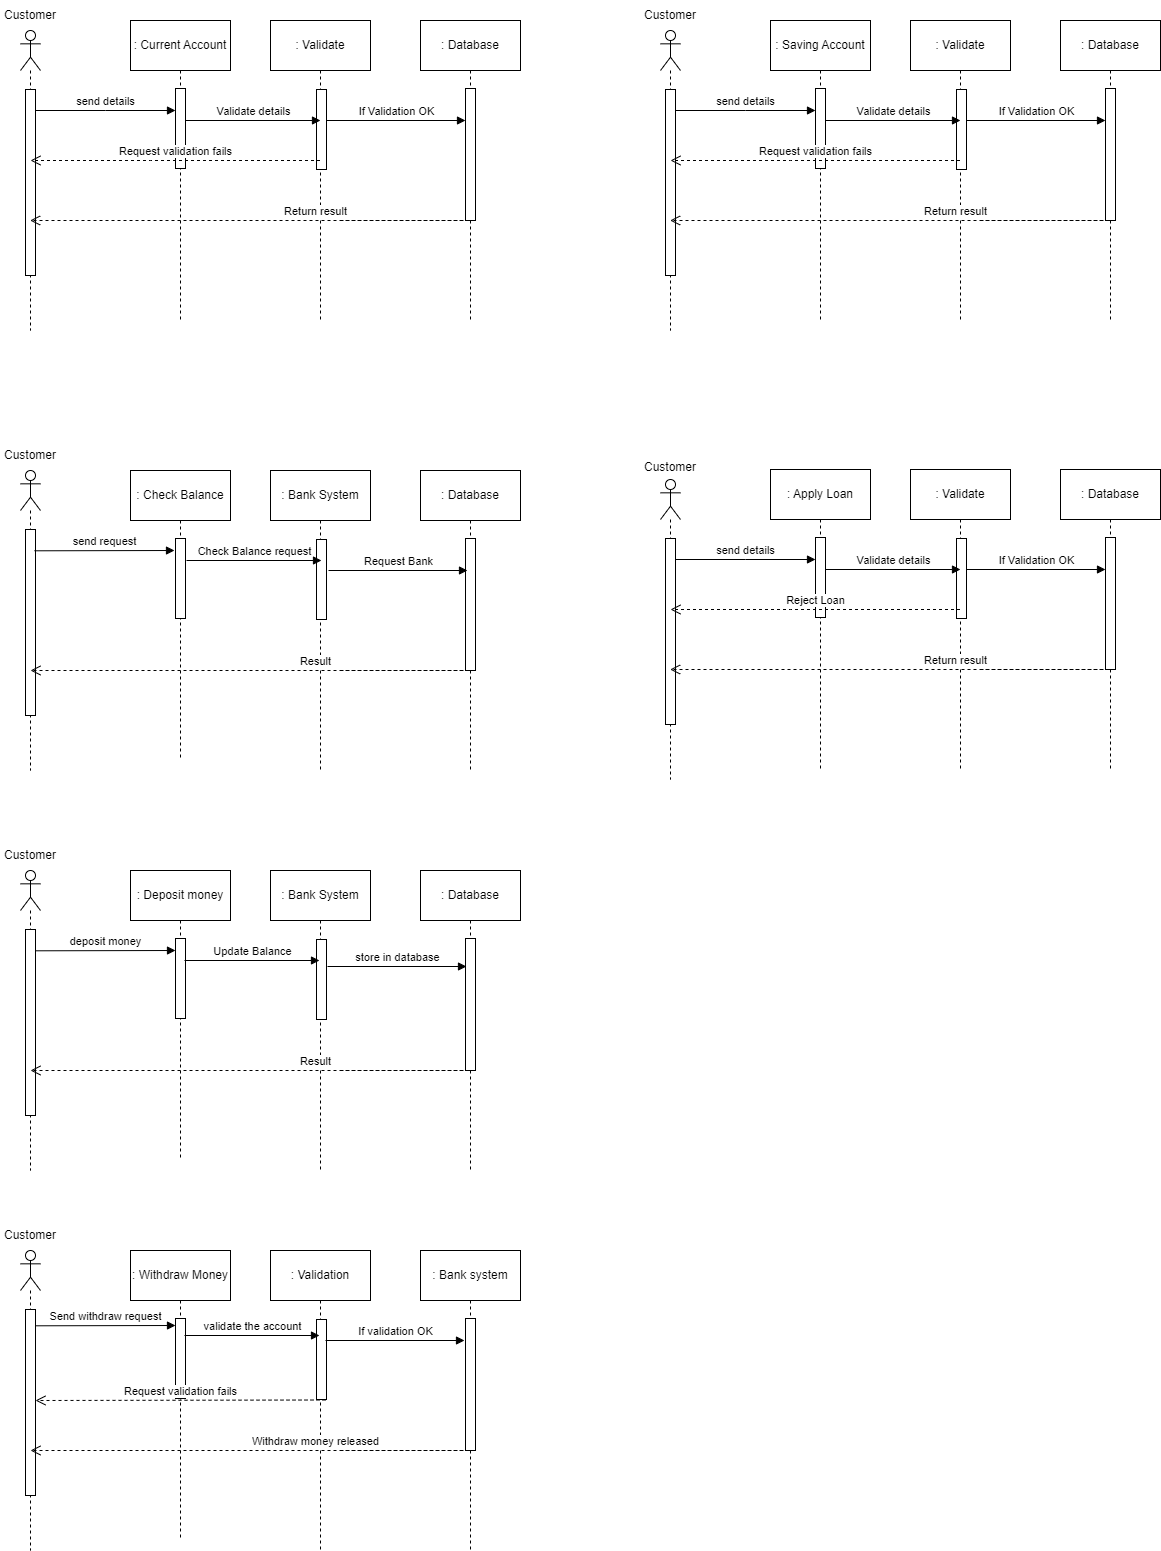 Customer
: Current Account
: Validate
: Database
send details
Validate details
If Validation OK
Request validation fails
Return result
Customer
: Saving Account
: Validate
: Database
send details
Validate details
If Validation OK
Request validation fails
Return result
Customer
: Check Balance
: Bank System
: Database
send request
Check Balance request
Request Bank
Result
Customer
: Apply Loan
: Validate
: Database
send details
Validate details
If Validation OK
Reject Loan
Return result
Customer
: Deposit money
: Bank System
: Database
deposit money
Update Balance
store in database
Result
Customer
: Withdraw Money
: Validation
: Bank system
Send withdraw request
validate the account
If validation OK
Request validation fails
Withdraw money released